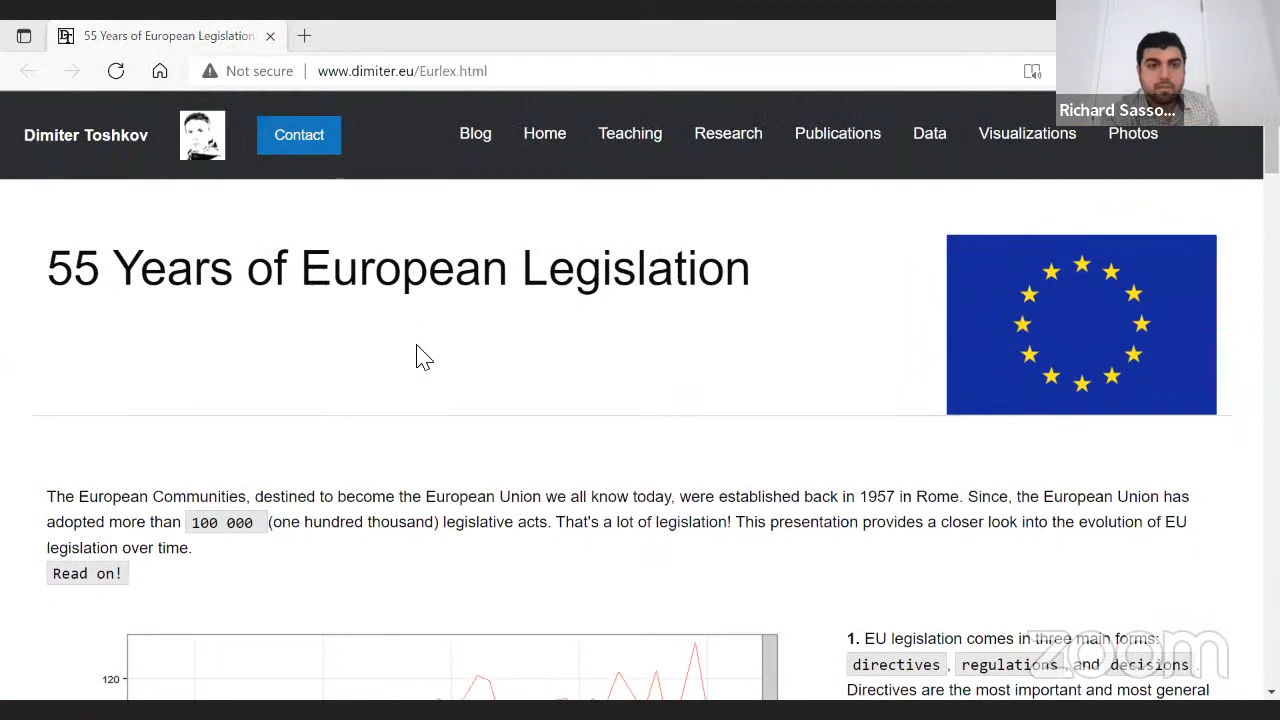 55 Years of European Legislation
Not secure | www.dimiter.eu/Eurlex.html
Richard Sasso...
Dimiter Toshkov
Contact
Blog Home Teaching Research Publications Data Visualizations Photos
55 Years of European Legislation
The European Communities, destined to become the European Union we all know today, were established back in 1957 in Rome. Since, the European Union has
adopted more than 100 000 (one hundred thousand) legislative acts. That's a lot of legislation! This presentation provides a closer look into the evolution of EU
legislation over time.
Read on!
120
1. EU legislation comes in three main forms:
directives, regulations, and decisions.
Directives are the most important and most general
zoom